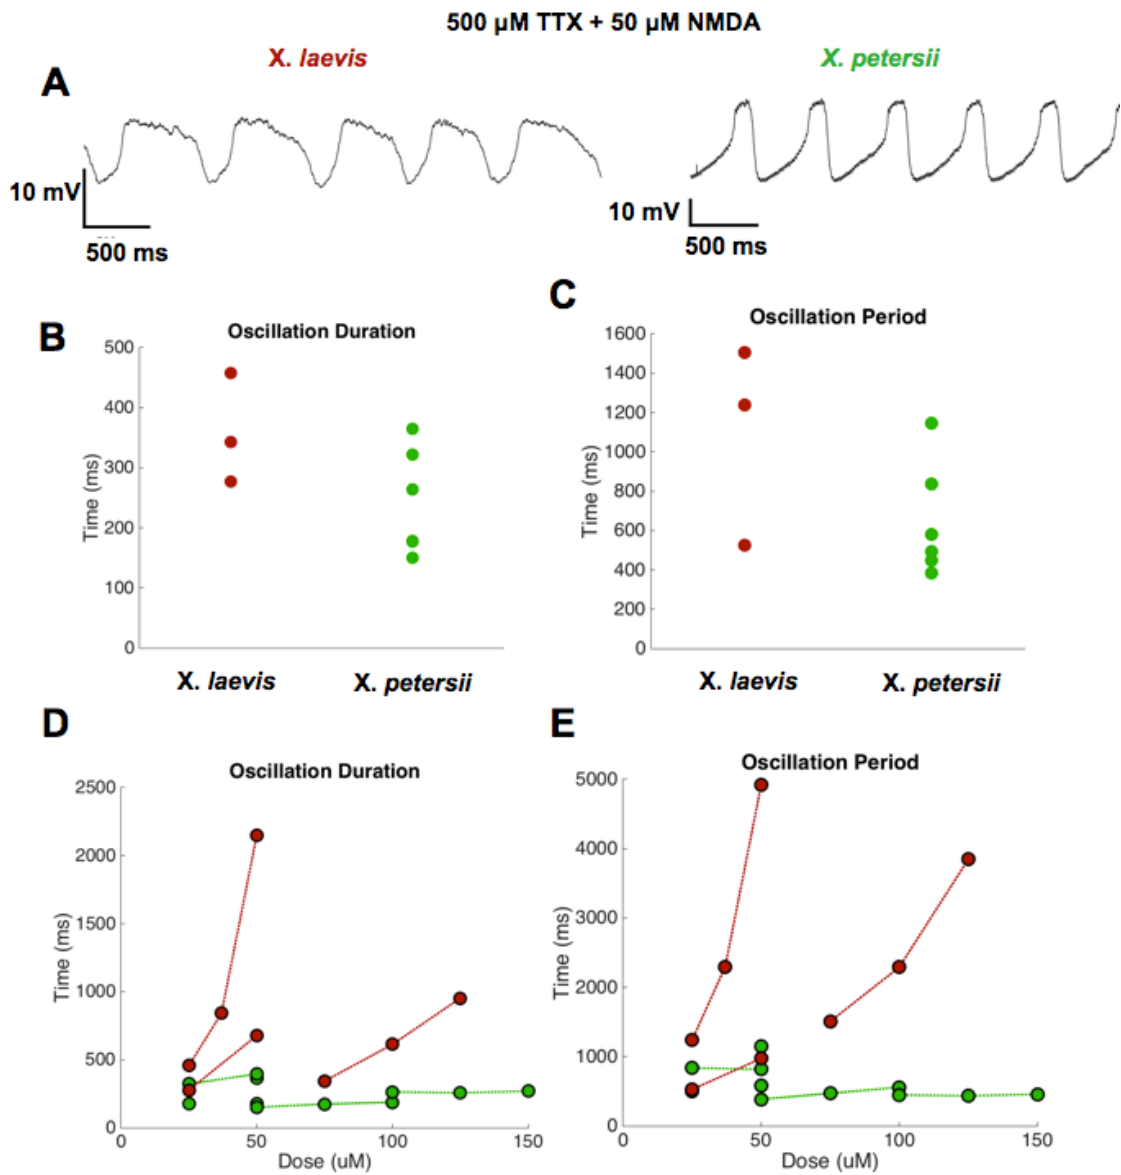 500 µM TTX + 50 µM NMDA
X. laevis
X. petersii
A
10 mV
500 ms
10 mV
500 ms
B
Oscillation Duration
500
400
300
200
100
0
Time (ms)
X. laevis
X. petersii
C
Oscillation Period
1600
1400
1200
1000
800
600
400
200
0
Time (ms)
X. laevis
X. petersii
D
Oscillation Duration
2500
2000
1500
1000
500
0
Time (ms)
0 50 100 150
Dose (uM)
E
Oscillation Period
5000
4000
3000
2000
1000
0
Time (ms)
0 50 100 150
Dose (uM)